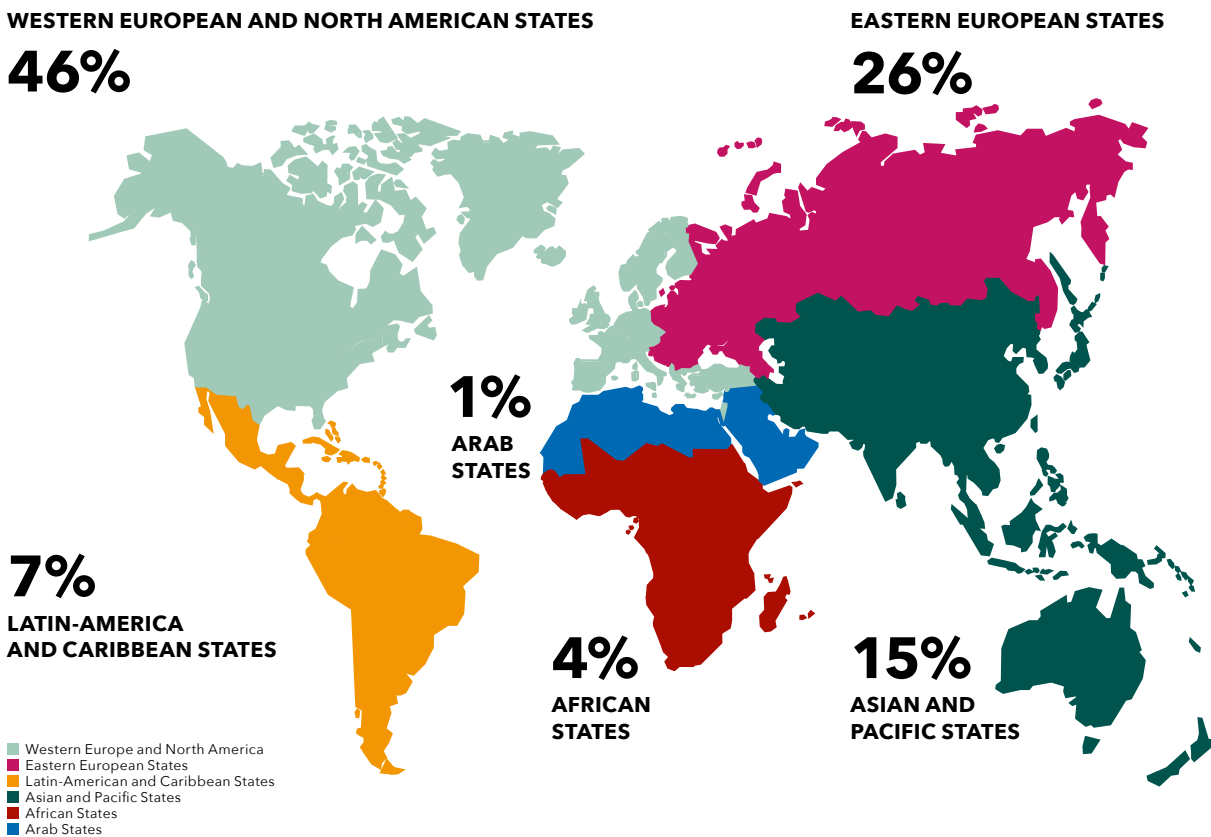 WESTERN EUROPEAN AND NORTH AMERICAN STATES
46%
EASTERN EUROPEAN STATES
26%
1%
ARAB
STATES
7%
LATIN-AMERICA
AND CARIBBEAN STATES
4%
AFRICAN
STATES
15%
ASIAN AND
PACIFIC STATES
Western Europe and North America
Eastern European States
Latin-American and Caribbean States
Asian and Pacific States
African States
Arab States